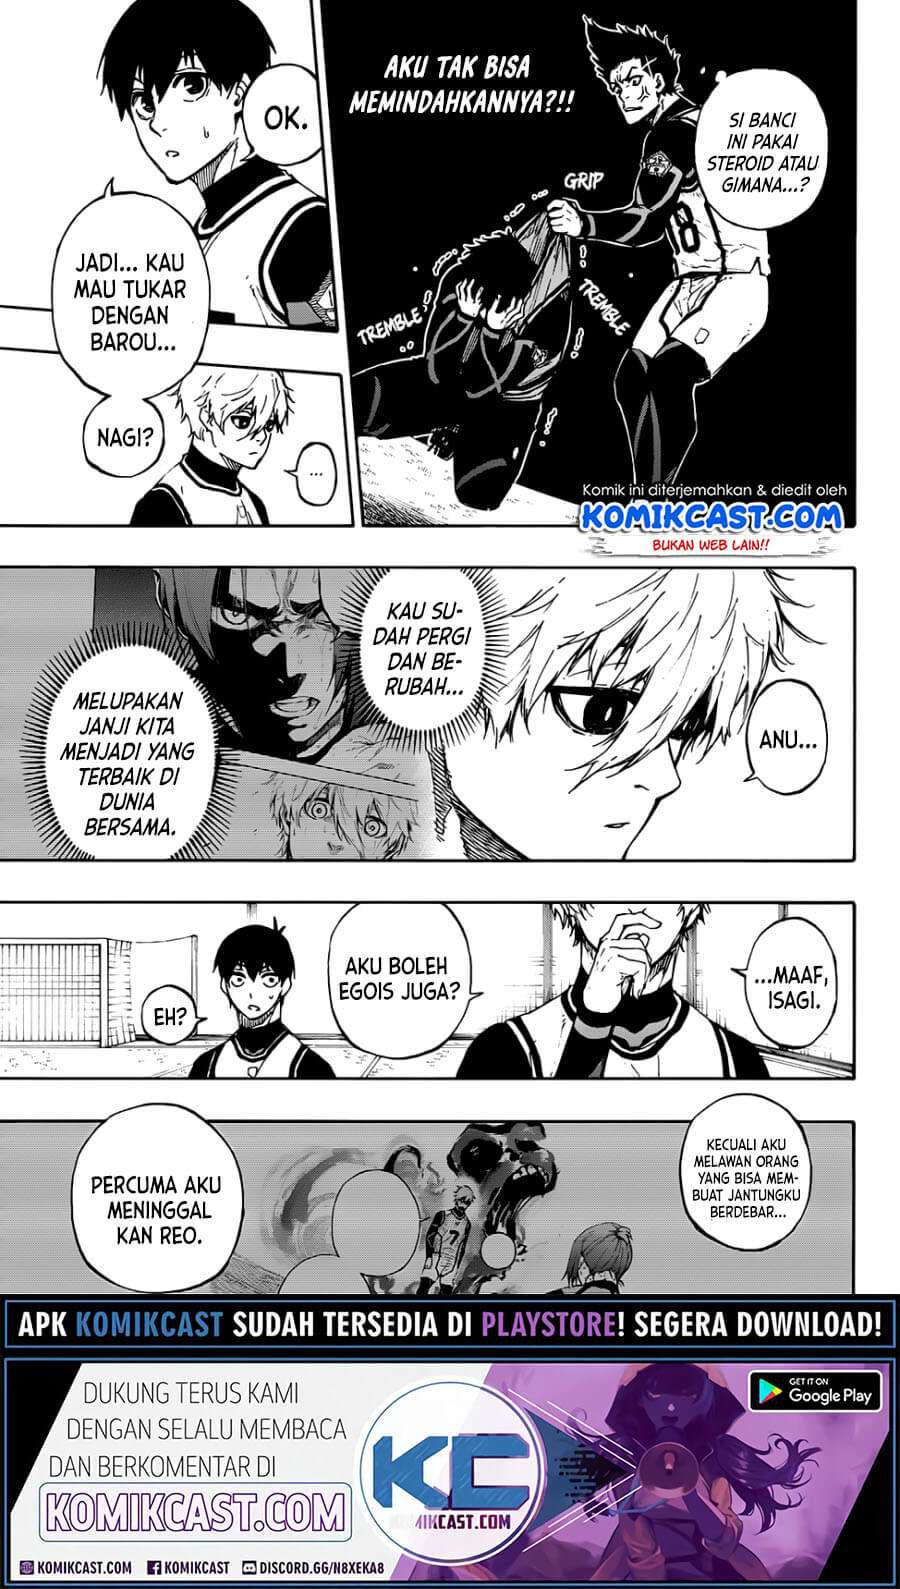 AKU TAK BISA
MEMINDAHKANNYA?!!
SI BANCI
INI PAKAI
STEROID ATAU
GIMANA...?
GRIP
TREMBLE
TREMBLE
OK.
JADI... KAU
MAU TUKAR
DENGAN
BAROU...
NAGI?
...
Komik ini diterjemahkan & diedit oleh
KOMIKCAST.COM
BUKAN WEB LAIN!!
ANU...
KAU SU-
DAH PERGI
DAN BE-
RUBAH...
MELUPAKAN
JANJI KITA
MENJADI YANG
TERBAIK DI
DUNIA
BERSAMA.
...MAAF,
ISAGI.
AKU BOLEH
EGOIS JUGA?
EH?
KECUALI AKU
MELAWAN ORANG
YANG BISA MEM-
BUAT JANTUNGKU
BERDEBAR...
PERCUMA AKU
MENINGGAL
KAN REO.
7
APK KOMIKCAST SUDAH TERSEDIA DI PLAYSTORE! SEGERA DOWNLOAD!
DUKUNG TERUS KAMI
DENGAN SELALU MEMBACA
DAN BERKOMENTAR DI
KOMIKCAST.COM
KOMIKCAST.COM KOMIKCAST DISCORD.GG/N8XEKA8
KC
KOMIKCAST.COM
GET IT ON
Google Play
8